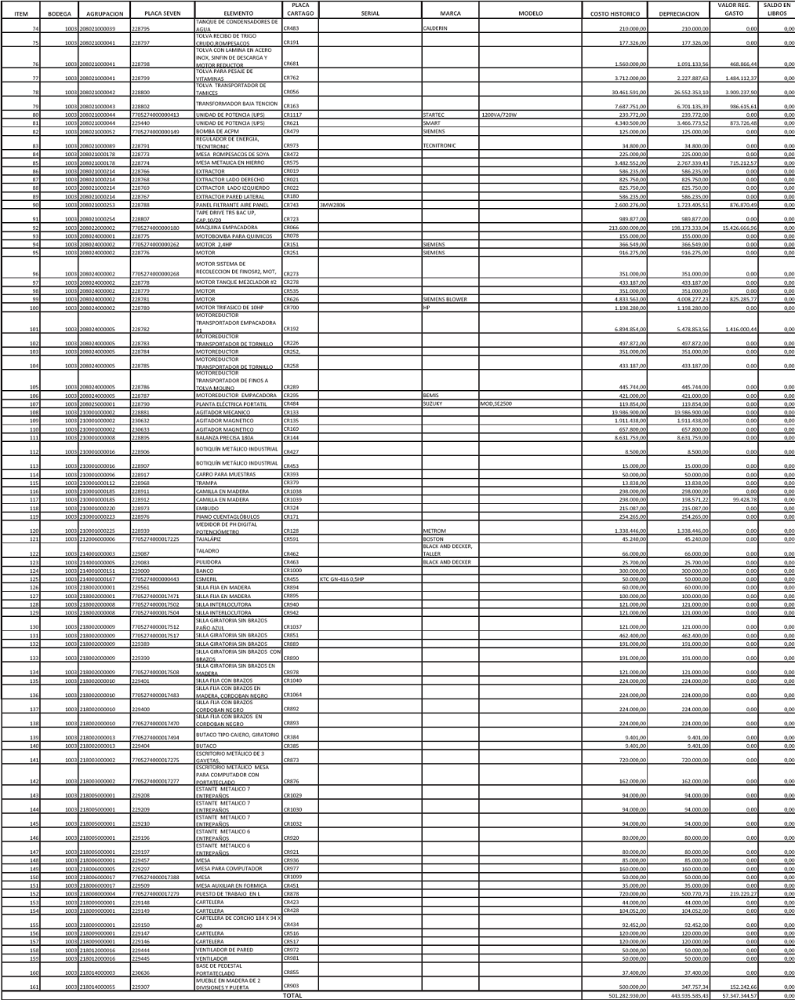 ITEM BODEGA AGRUPACION PLACA SEVEN ELEMENTO PLACA CARTAGO SERIAL MARCA MODELO COSTO HISTORICO DEPRECIACION VALOR REG. GASTO SALDO EN LIBROS
74 1003 208021000039 228795 TANQUE DE CONDENSADORES DE AGUA CR483 CALDERIN 210.000,00 210.000,00 0,00 0,00
75 1003 208021000041 228797 TOLVA RECIBO DE TRIGO CRUDO,ROMPESACOS CR191 177.326,00 177.326,00 0,00 0,00
76 1003 208021000041 228798 TOLVA CON LAMINA EN ACERO INOX, SINFIN DE DESCARGA Y MOTOR REDUCTOR CR681 1.560.000,00 1.091.133,56 468.866,44 0,00
77 1003 208021000041 228799 TOLVA PARA PESAJE DE VITAMINAS CR762 3.712.000,00 2.227.887,63 1.484.112,37 0,00
78 1003 208021000042 228800 TOLVA TRANSPORTADOR DE TAMICES CR056 30.461.591,00 26.552.353,10 3.909.237,90 0,00
79 1003 208021000043 228802 TRANSFORMADOR BAJA TENCION CR163 7.687.751,00 6.701.135,39 986.615,61 0,00
80 1003 208021000044 7705274000000413 UNIDAD DE POTENCIA (UPS) CR1117 STARTEC 1200VA/720W 239.772,00 239.772,00 0,00 0,00
81 1003 208021000044 229440 UNIDAD DE POTENCIA (UPS) CR621 SMART 4.340.500,00 3.466.773,52 873.726,48 0,00
82 1003 208021000052 7705274000000149 BOMBA DE ACPM CR479 SIEMENS 125.000,00 125.000,00 0,00 0,00
83 1003 208021000089 228791 REGULADOR DE ENERGIA, TECNITRONIC CR973 TECNITRONIC 34.800,00 34.800,00 0,00 0,00
84 1003 208021000178 228773 MESA ROMPESACOS DE SOYA CR472 225.000,00 225.000,00 0,00 0,00
85 1003 208021000178 228774 MESA METALICA EN HIERRO CR575 3.482.552,00 2.767.339,43 715.212,57 0,00
86 1003 208021000214 228766 EXTRACTOR CR019 586.235,00 586.235,00 0,00 0,00
87 1003 208021000214 228768 EXTRACTOR LADO DERECHO CR021 825.750,00 825.750,00 0,00 0,00
88 1003 208021000214 228769 EXTRACTOR LADO IZQUIERDO CR022 825.750,00 825.750,00 0,00 0,00
89 1003 208021000214 228767 EXTRACTOR PARED LATERAL CR180 586.235,00 586.235,00 0,00 0,00
90 1003 208021000253 228788 PANEL FILTRANTE AIRE PANEL CR743 3MW2806 2.600.276,00 1.723.405,51 876.870,49 0,00
91 1003 208021000254 228807 TAPE DRIVE TR5 BAC UP, CAP.10/20 CR723 989.877,00 989.877,00 0,00 0,00
92 1003 208022000002 7705274000000180 MAQUINA EMPACADORA CR066 213.600.000,00 198.173.333,04 15.426.666,96 0,00
93 1003 208024000001 228775 MOTOBOMBA PARA QUIMICOS CR078 155.000,00 155.000,00 0,00 0,00
94 1003 208024000002 7705274000000262 MOTOR 2,4HP CR151 SIEMENS 366.549,00 366.549,00 0,00 0,00
95 1003 208024000002 228776 MOTOR CR251 SIEMENS 916.275,00 916.275,00 0,00 0,00
96 1003 208024000002 7705274000000268 MOTOR SISTEMA DE RECOLECCION DE FINOS#2, MOT, CR273 351.000,00 351.000,00 0,00 0,00
97 1003 208024000002 228778 MOTOR TANQUE MEZCLADOR #2 CR278 433.187,00 433.187,00 0,00 0,00
98 1003 208024000002 228779 MOTOR CR535 351.000,00 351.000,00 0,00 0,00
99 1003 208024000002 228781 MOTOR CR626 SIEMENS BLOWER 4.833.563,00 4.008.277,23 825.285,77 0,00
100 1003 208024000002 228780 MOTOR TRIFASICO DE 10HP CR700 HP 1.198.280,00 1.198.280,00 0,00 0,00
101 1003 208024000005 228782 MOTOREDUCTOR TRANSPORTADOR EMPACADORA #1 CR192 6.894.854,00 5.478.853,56 1.416.000,44 0,00
102 1003 208024000005 228783 MOTOREDUCTOR TRANSPORTADOR DE TORNILLO CR226 497.872,00 497.872,00 0,00 0,00
103 1003 208024000005 228784 MOTOREDUCTOR CR252, 351.000,00 351.000,00 0,00 0,00
104 1003 208024000005 228785 MOTOREDUCTOR TRANSPORTADOR DE TORNILLO CR258 433.187,00 433.187,00 0,00 0,00
105 1003 208024000005 228786 MOTOREDUCTOR TRANSPORTADOR DE FINOS A TOLVA MOLINO CR289 445.744,00 445.744,00 0,00 0,00
106 1003 208024000005 228787 MOTOREDUCTOR EMPACADORA CR295 BEMIS 421.000,00 421.000,00 0,00 0,00
107 1003 208025000001 228790 PLANTA ELÉCTRICA PORTATIL CR484 SUZUKY MOD,SE2500 119.854,00 119.854,00 0,00 0,00
108 1003 210001000002 228881 AGITADOR MECANICO CR133 19.986.900,00 19.986.900,00 0,00 0,00
109 1003 210001000002 230632 AGITADOR MAGNETICO CR135 1.911.438,00 1.911.438,00 0,00 0,00
110 1003 210001000002 230633 AGITADOR MAGNETICO CR169 657.800,00 657.800,00 0,00 0,00
111 1003 210001000008 228895 BALANZA PRECISA 180A CR144 8.631.759,00 8.631.759,00 0,00 0,00
112 1003 210001000016 228906 BOTIQUÍN METÁLICO INDUSTRIAL CR427 8.500,00 8.500,00 0,00 0,00
113 1003 210001000016 228907 BOTIQUÍN METÁLICO INDUSTRIAL CR453 15.000,00 15.000,00 0,00 0,00
114 1003 210001000096 228917 CARRO PARA MUESTRAS CR393 50.000,00 50.000,00 0,00 0,00
115 1003 210001000112 228968 TRAMPA CR379 13.838,00 13.838,00 0,00 0,00
116 1003 210001000185 228911 CAMILLA EN MADERA CR1038 298.000,00 298.000,00 0,00 0,00
117 1003 210001000185 228912 CAMILLA EN MADERA CR1039 298.000,00 198.571,22 99.428,78 0,00
118 1003 210001000220 228973 EMBUDO CR324 215.087,00 215.087,00 0,00 0,00
119 1003 210001000223 228976 PIANO CUENTAGLÓBULOS CR171 254.265,00 254.265,00 0,00 0,00
120 1003 210001000225 228939 MEDIDOR DE PH DIGITAL POTENCIÓMETRO CR128 METROM 1.338.446,00 1.338.446,00 0,00 0,00
121 1003 212006000006 7705274000017225 TAJALÁPIZ CR591 BOSTON 45.240,00 45.240,00 0,00 0,00
122 1003 214001000003 229087 TALADRO CR462 BLACK AND DECKER, TALLER 66.000,00 66.000,00 0,00 0,00
123 1003 214001000005 229083 PULIDORA CR463 BLACK AND DECKER 25.700,00 25.700,00 0,00 0,00
124 1003 214001000151 229000 BANCO CR1000 300.000,00 300.000,00 0,00 0,00
125 1003 214001000167 7705274000000443 ESMERIL CR455 KTC GN-416 0,5HP 50.000,00 50.000,00 0,00 0,00
126 1003 218002000001 229561 SILLA FIJA EN MADERA CR894 60.000,00 60.000,00 0,00 0,00
127 1003 218002000001 7705274000017471 SILLA FIJA EN MADERA CR895 100.000,00 100.000,00 0,00 0,00
128 1003 218002000008 7705274000017502 SILLA INTERLOCUTORA CR940 121.000,00 121.000,00 0,00 0,00
129 1003 218002000008 7705274000017504 SILLA INTERLOCUTORA CR942 121.000,00 121.000,00 0,00 0,00
130 1003 218002000009 7705274000017512 SILLA GIRATORIA SIN BRAZOS PAÑO AZUL CR1037 121.000,00 121.000,00 0,00 0,00
131 1003 218002000009 7705274000017517 SILLA GIRATORIA SIN BRAZOS CR851 462.400,00 462.400,00 0,00 0,00
132 1003 218002000009 229389 SILLA GIRATORIA SIN BRAZOS CR889 191.000,00 191.000,00 0,00 0,00
133 1003 218002000009 229390 SILLA GIRATORIA SIN BRAZOS CON BRAZOS CR890 191.000,00 191.000,00 0,00 0,00
134 1003 218002000009 7705274000017508 SILLA GIRATORIA SIN BRAZOS EN MADERA CR978 121.000,00 121.000,00 0,00 0,00
135 1003 218002000010 229401 SILLA FIJA CON BRAZOS CR1040 224.000,00 224.000,00 0,00 0,00
136 1003 218002000010 7705274000017483 SILLA FIJA CON BRAZOS EN MADERA, CORDOBAN NEGRO CR1064 224.000,00 224.000,00 0,00 0,00
137 1003 218002000010 229400 SILLA FIJA CON BRAZOS CORDOBAN NEGRO CR892 224.000,00 224.000,00 0,00 0,00
138 1003 218002000010 7705274000017470 SILLA FIJA CON BRAZOS EN CORDOBAN NEGRO CR893 224.000,00 224.000,00 0,00 0,00
139 1003 218002000013 7705274000017494 BUTACO TIPO CAJERO, GIRATORIO CR384 9.401,00 9.401,00 0,00 0,00
140 1003 218002000013 229404 BUTACO CR385 9.401,00 9.401,00 0,00 0,00
141 1003 218003000002 7705274000017275 ESCRITORIO METÁLICO DE 3 GAVETAS, CR873 720.000,00 720.000,00 0,00 0,00
142 1003 218003000002 7705274000017277 ESCRITORIO METÁLICO MESA PARA COMPUTADOR CON PORTATECLADO CR876 162.000,00 162.000,00 0,00 0,00
143 1003 218005000001 229208 ESTANTE METALICO 7 ENTREPAÑOS CR1029 94.000,00 94.000,00 0,00 0,00
144 1003 218005000001 229209 ESTANTE METALICO 7 ENTREPAÑOS CR1030 94.000,00 94.000,00 0,00 0,00
145 1003 218005000001 229210 ESTANTE METALICO 7 ENTREPAÑOS CR1032 94.000,00 94.000,00 0,00 0,00
146 1003 218005000001 229196 ESTANTE METALICO 6 ENTREPAÑOS CR920 80.000,00 80.000,00 0,00 0,00
147 1003 218005000001 229197 ESTANTE METALICO 6 ENTREPAÑOS CR921 80.000,00 80.000,00 0,00 0,00
148 1003 218006000001 229457 MESA CR936 85.000,00 85.000,00 0,00 0,00
149 1003 218006000005 229297 MESA PARA COMPUTADOR CR977 160.000,00 160.000,00 0,00 0,00
150 1003 218006000017 7705274000017388 MESA CR1099 50.000,00 50.000,00 0,00 0,00
151 1003 218006000017 229509 MESA AUXILIAR EN FORMICA CR451 35.000,00 35.000,00 0,00 0,00
152 1003 218008000004 7705274000017279 PUESTO DE TRABAJO EN L CR878 720.000,00 500.770,73 219.229,27 0,00
153 1003 218009000001 229148 CARTELERA CR423 44.000,00 44.000,00 0,00 0,00
154 1003 218009000001 229149 CARTELERA CR428 104.052,00 104.052,00 0,00 0,00
155 1003 218009000001 229150 CARTELERA DE CORCHO 184 X 94 X 40 CR434 92.452,00 92.452,00 0,00 0,00
156 1003 218009000001 229147 CARTELERA CR516 120.000,00 120.000,00 0,00 0,00
157 1003 218009000001 229146 CARTELERA CR517 120.000,00 120.000,00 0,00 0,00
158 1003 218012000016 229444 VENTILADOR DE PARED CR972 50.000,00 50.000,00 0,00 0,00
159 1003 218012000016 229445 VENTILADOR CR981 50.000,00 50.000,00 0,00 0,00
160 1003 218014000003 230636 BASE DE PEDESTAL PORTATECLADO CR855 37.400,00 37.400,00 0,00 0,00
161 1003 218014000055 229307 MUEBLE EN MADERA DE 2 DIVISIONES Y PUERTA CR903 500.000,00 347.757,34 152.242,66 0,00
TOTAL 501.282.930,00 443.935.585,43 57.347.344,57 0,00